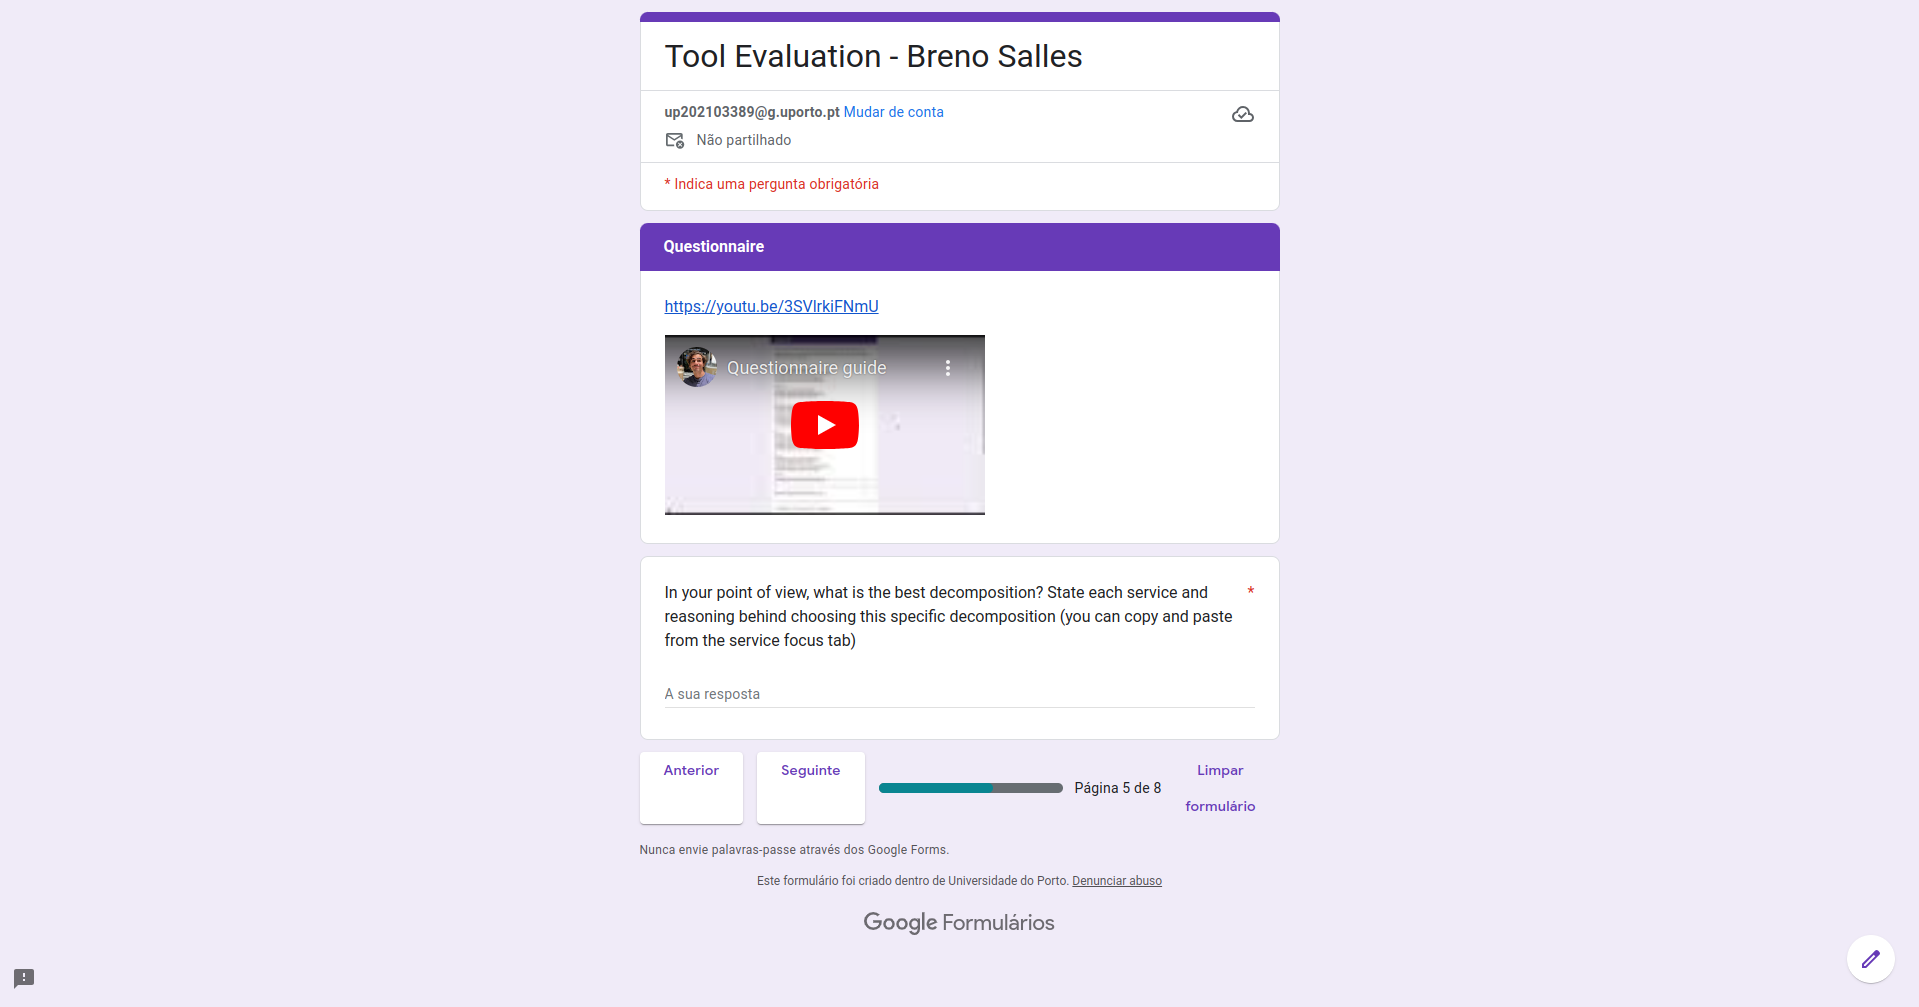 Tool Evaluation - Breno Salles
up202103389@g.uporto.pt Mudar de conta
Não partilhado
* Indica uma pergunta obrigatória
Questionnaire
https://youtu.be/3SVlrkiFNmU
Questionnaire guide
In your point of view, what is the best decomposition? State each service and *
reasoning behind choosing this specific decomposition (you can copy and paste
from the service focus tab)
A sua resposta
Anterior
Seguinte
Página 5 de 8
Limpar
formulário
Nunca envie palavras-passe através dos Google Forms.
Este formulário foi criado dentro de Universidade do Porto. Denunciar abuso
Google Formulários